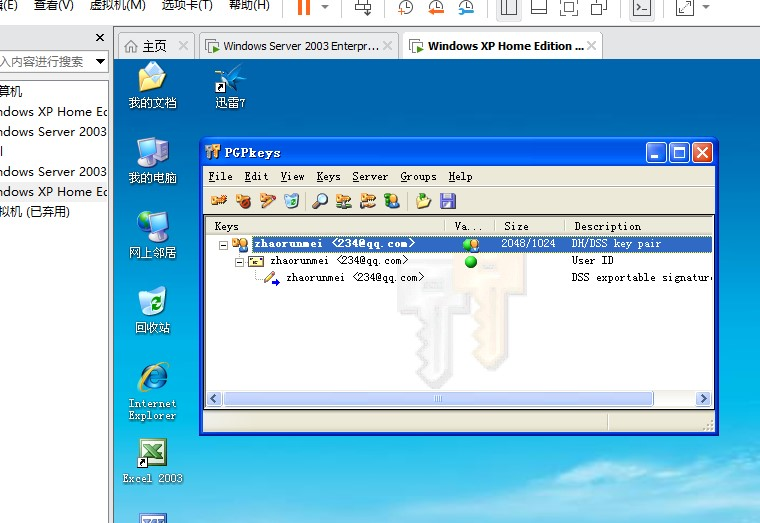 (E) 查看(V) 虚拟机(M) 选项卡(T) 帮助(H)
主页
Windows Server 2003 Enterpr...
Windows XP Home Edition ...
入内容进行搜索
算机
ndows XP Home Ed
ndows Server 2003
ndows Server 2003
ndows XP Home Ed
拟机 (已弃用)
我的文档
迅雷7
我的电脑
网上邻居
回收站
Internet
Explorer
Excel 2003
PGPkeys
File Edit View Keys Server Groups Help
Keys Va... Size Description
zhaorunmei <234@qq.com> 2048/1024 DH/DSS key pair
zhaorunmei <234@qq.com> User ID
zhaorunmei <234@qq.com> DSS exportable signature